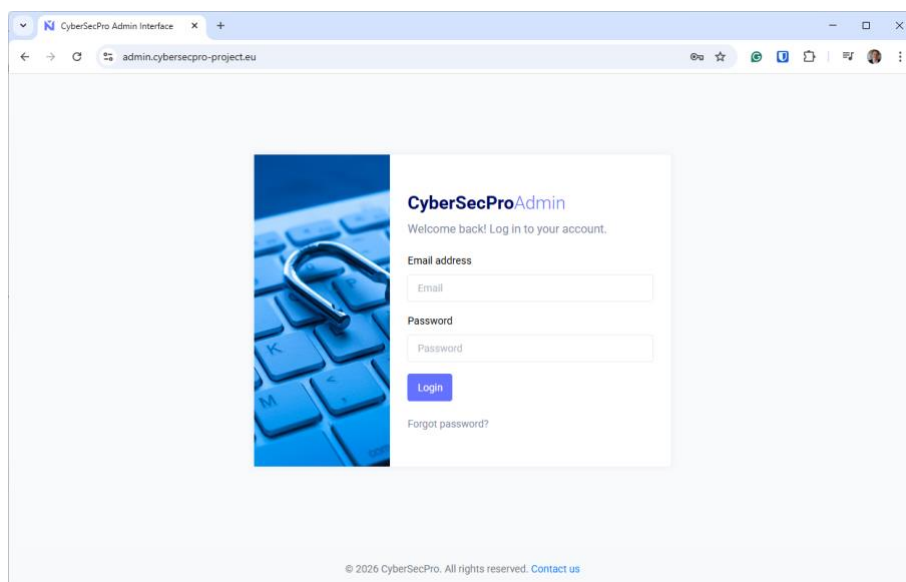 CyberSecPro Admin Interface
admin.cybersecpro-project.eu
CyberSecProAdmin
Welcome back! Log in to your account.
Email address
Email
Password
Password
Login
Forgot password?
K
M
© 2026 CyberSecPro. All rights reserved. Contact us